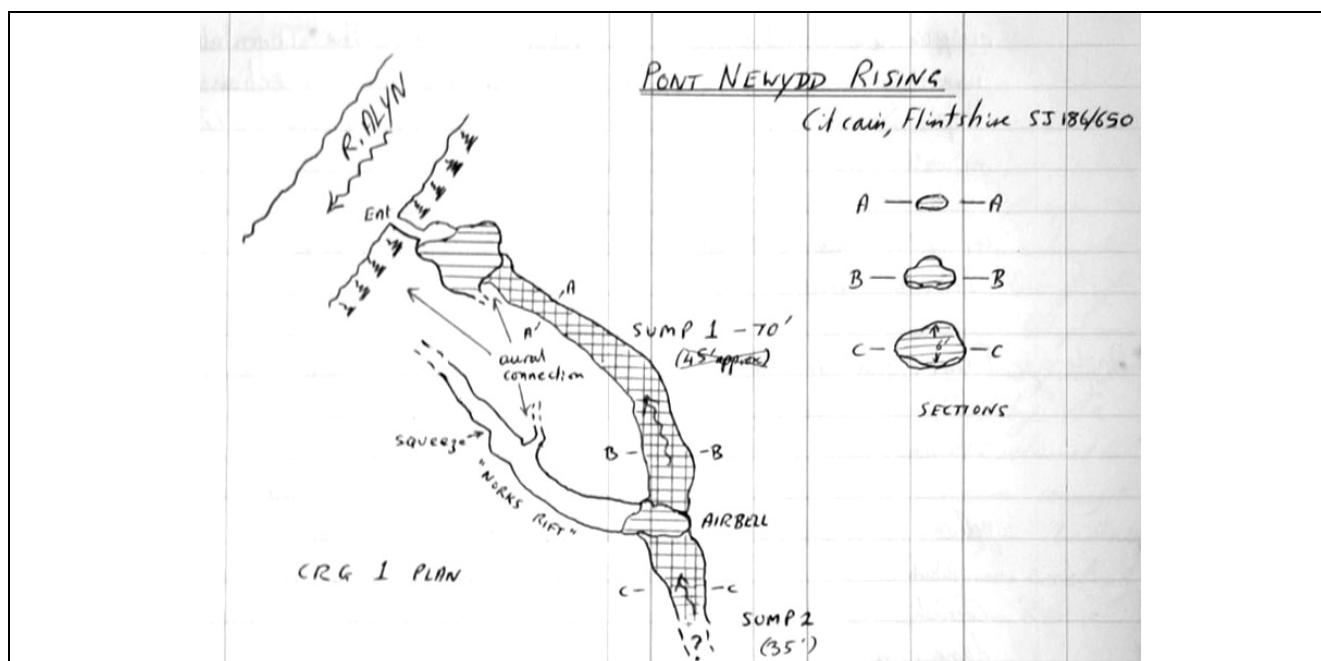 PONT NEWYDD RISING
Cilcain, Flintshire SJ 186/650
R. ALYN
Ent
A — A
B — B
C — 6' — C
SECTIONS
A
A'
SUMP 1 - 70'
(45' approx)
aural
connection
squeeze
B - - B
"NORKS RIFT"
AIRBELL
CRG 1 PLAN
C - - C
SUMP 2
(35')
?